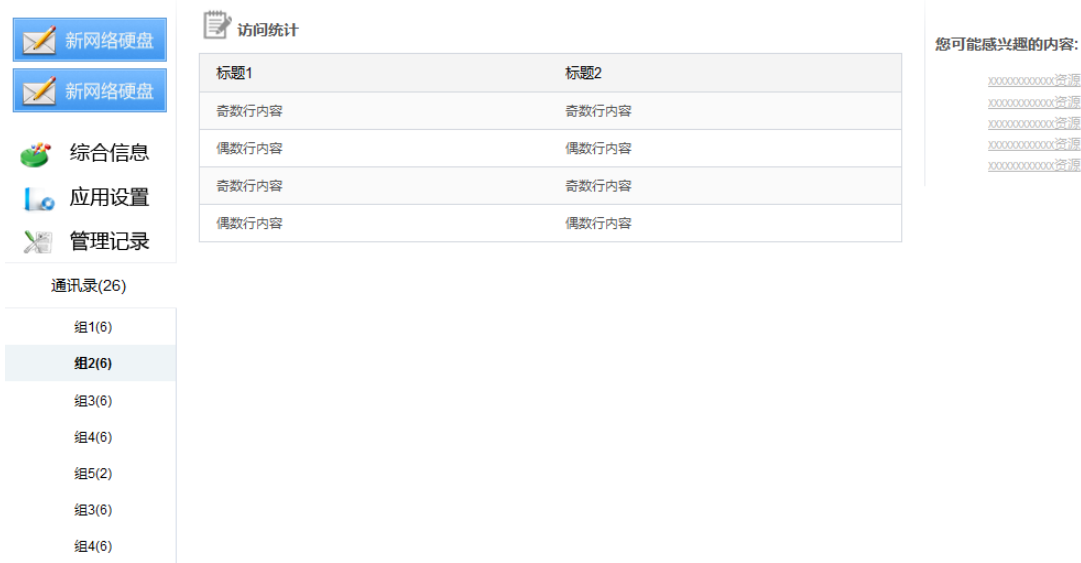 新网络硬盘
新网络硬盘
综合信息
应用设置
管理记录
通讯录(26)
组1(6)
组2(6)
组3(6)
组4(6)
组5(2)
组3(6)
组4(6)
访问统计
标题1 标题2
奇数行内容 奇数行内容
偶数行内容 偶数行内容
奇数行内容 奇数行内容
偶数行内容 偶数行内容
您可能感兴趣的内容:
xxxxxxxxxxxx资源
xxxxxxxxxxxx资源
xxxxxxxxxxxx资源
xxxxxxxxxxxx资源
xxxxxxxxxxxx资源